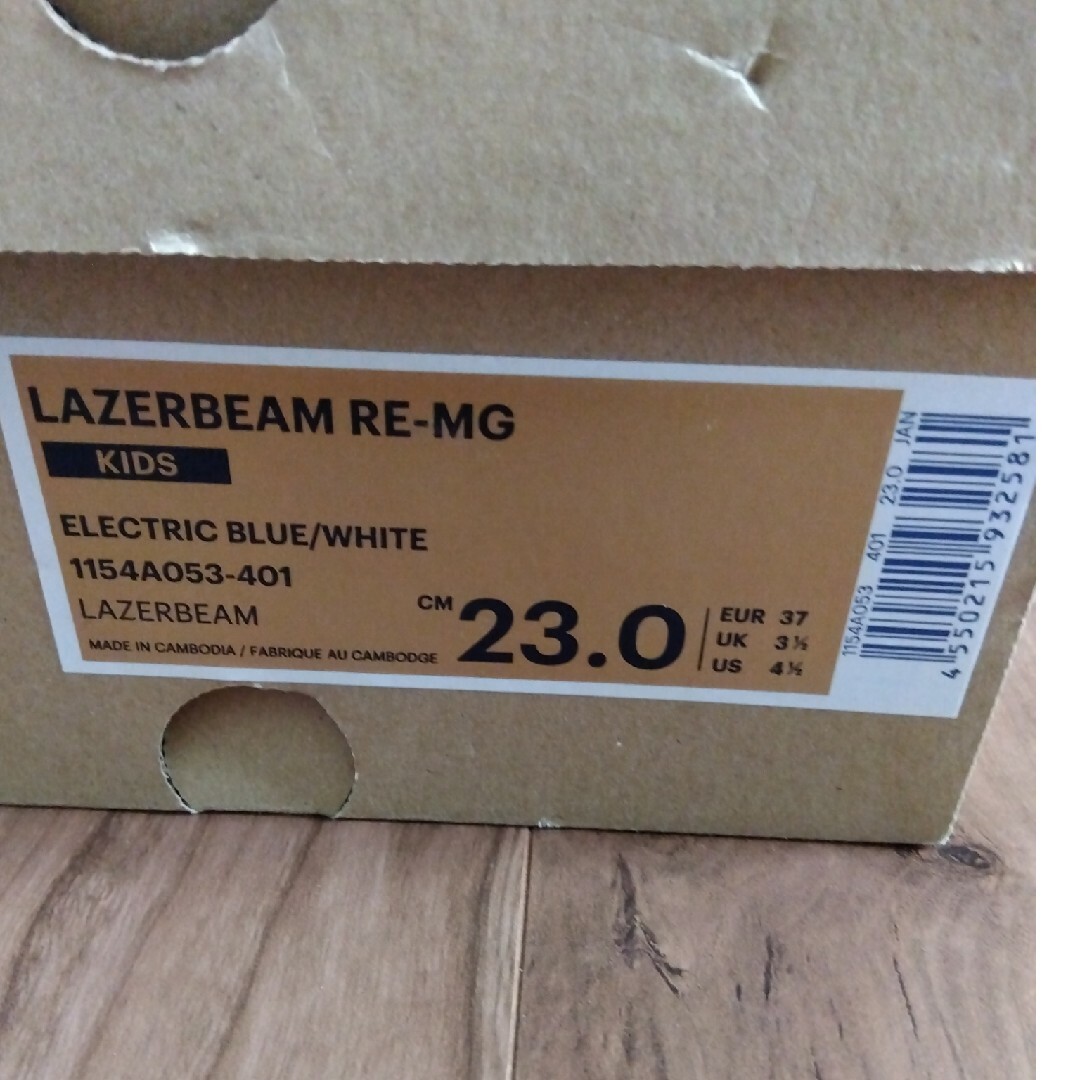 LAZERBEAM RE-MG
KIDS
ELECTRIC BLUE/WHITE
1154A053-401
LAZERBEAM
MADE IN CAMBODIA / FABRIQUE AU CAMBODGE
CM 23.0
EUR 37
UK 3½
US 4½
1154A053 401 23.0 JAN
4550215932581